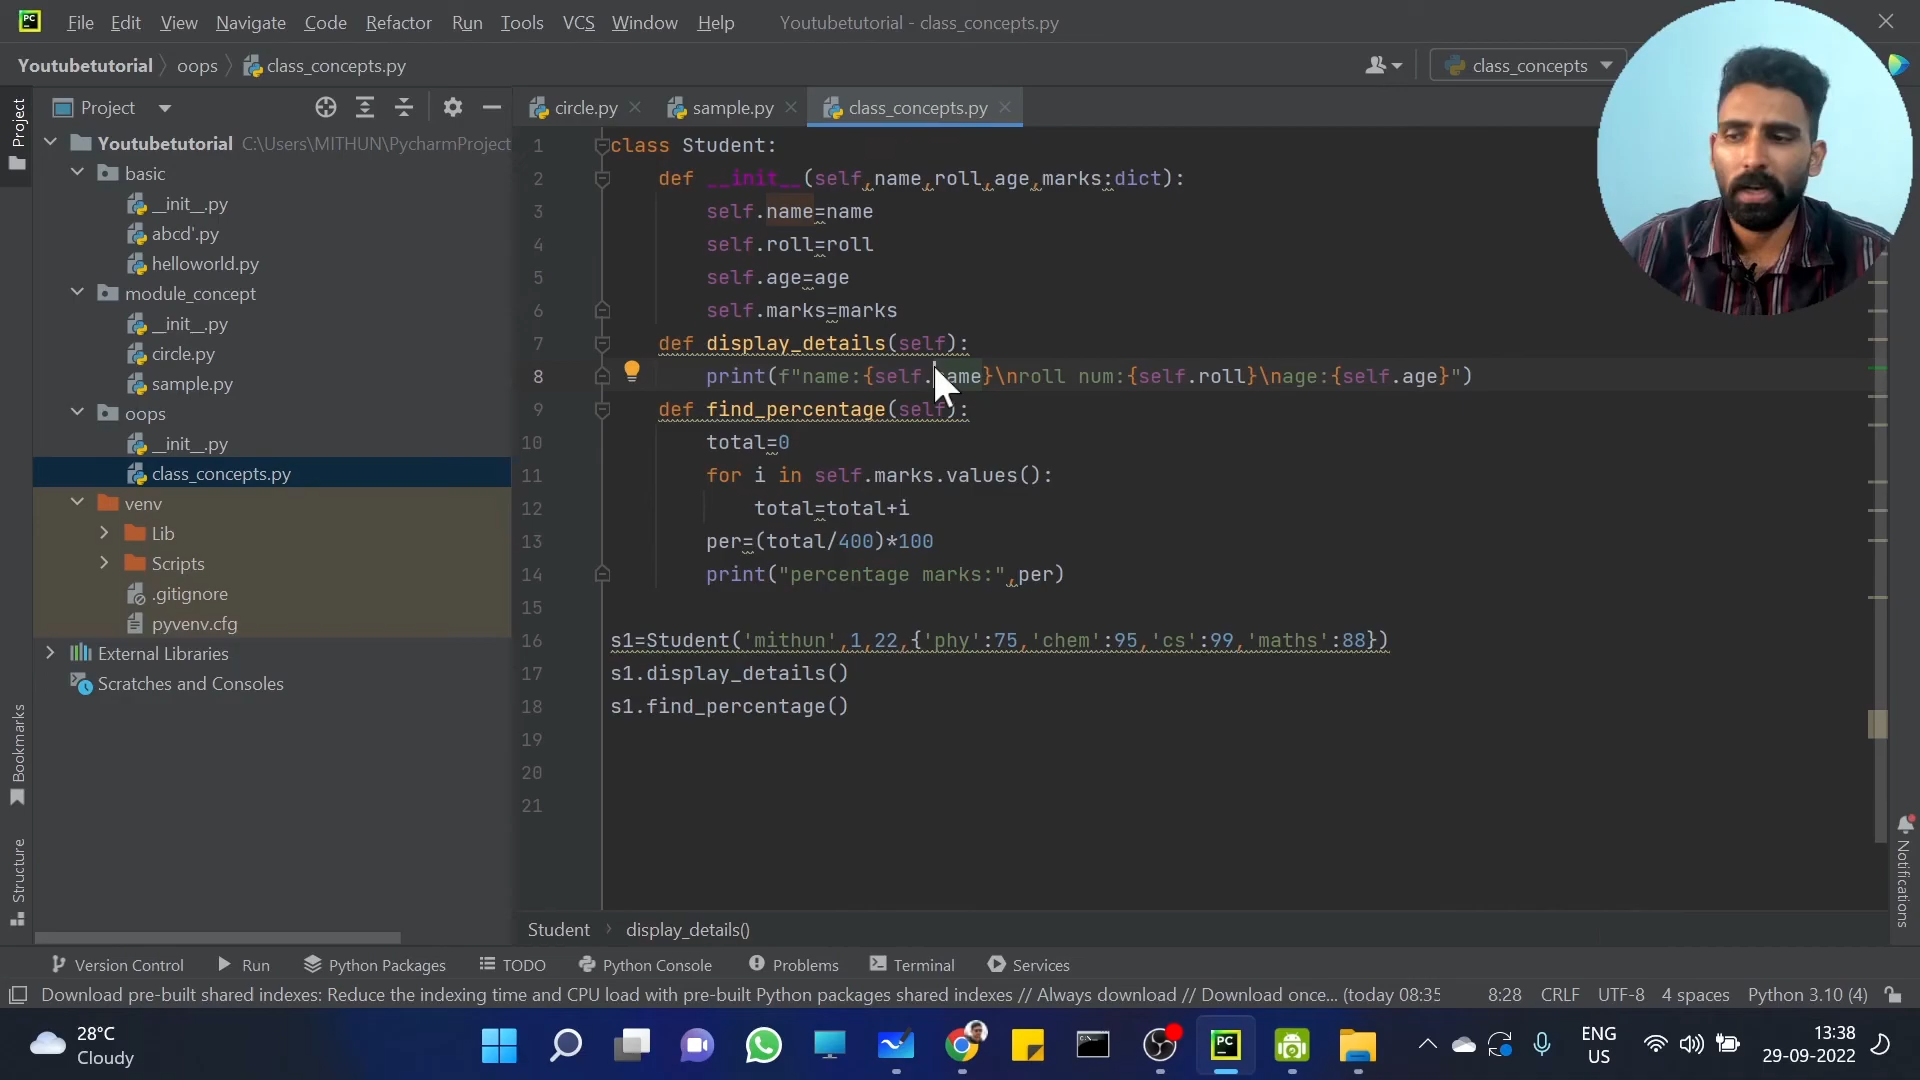 PC File Edit View Navigate Code Refactor Run Tools VCS Window Help Youtubetutorial - class_concepts.py
Youtubetutorial oops class_concepts.py class_concepts
Project
Project
Youtubetutorial C:\Users\MITHUN\PycharmProject
basic
__init__.py
abcd'.py
helloworld.py
module_concept
__init__.py
circle.py
sample.py
oops
__init__.py
class_concepts.py
venv
Lib
Scripts
.gitignore
pyvenv.cfg
External Libraries
Scratches and Consoles
Bookmarks
Structure
circle.py sample.py class_concepts.py
1 class Student:
2 def __init__(self,name,roll,age,marks:dict):
3 self.name=name
4 self.roll=roll
5 self.age=age
6 self.marks=marks
7 def display_details(self):
8 print(f"name:{self.name}\nroll num:{self.roll}\nage:{self.age}")
9 def find_percentage(self):
10 total=0
11 for i in self.marks.values():
12 total=total+i
13 per=(total/400)*100
14 print("percentage marks:",per)
15
16 s1=Student('mithun',1,22,{'phy':75,'chem':95,'cs':99,'maths':88})
17 s1.display_details()
18 s1.find_percentage()
19
20
21
Notifications
Student display_details()
Version Control Run Python Packages TODO Python Console Problems Terminal Services
Download pre-built shared indexes: Reduce the indexing time and CPU load with pre-built Python packages shared indexes // Always download // Download once... (today 08:35 8:28 CRLF UTF-8 4 spaces Python 3.10 (4)
28°C
Cloudy
PC
ENG
US
13:38
29-09-2022